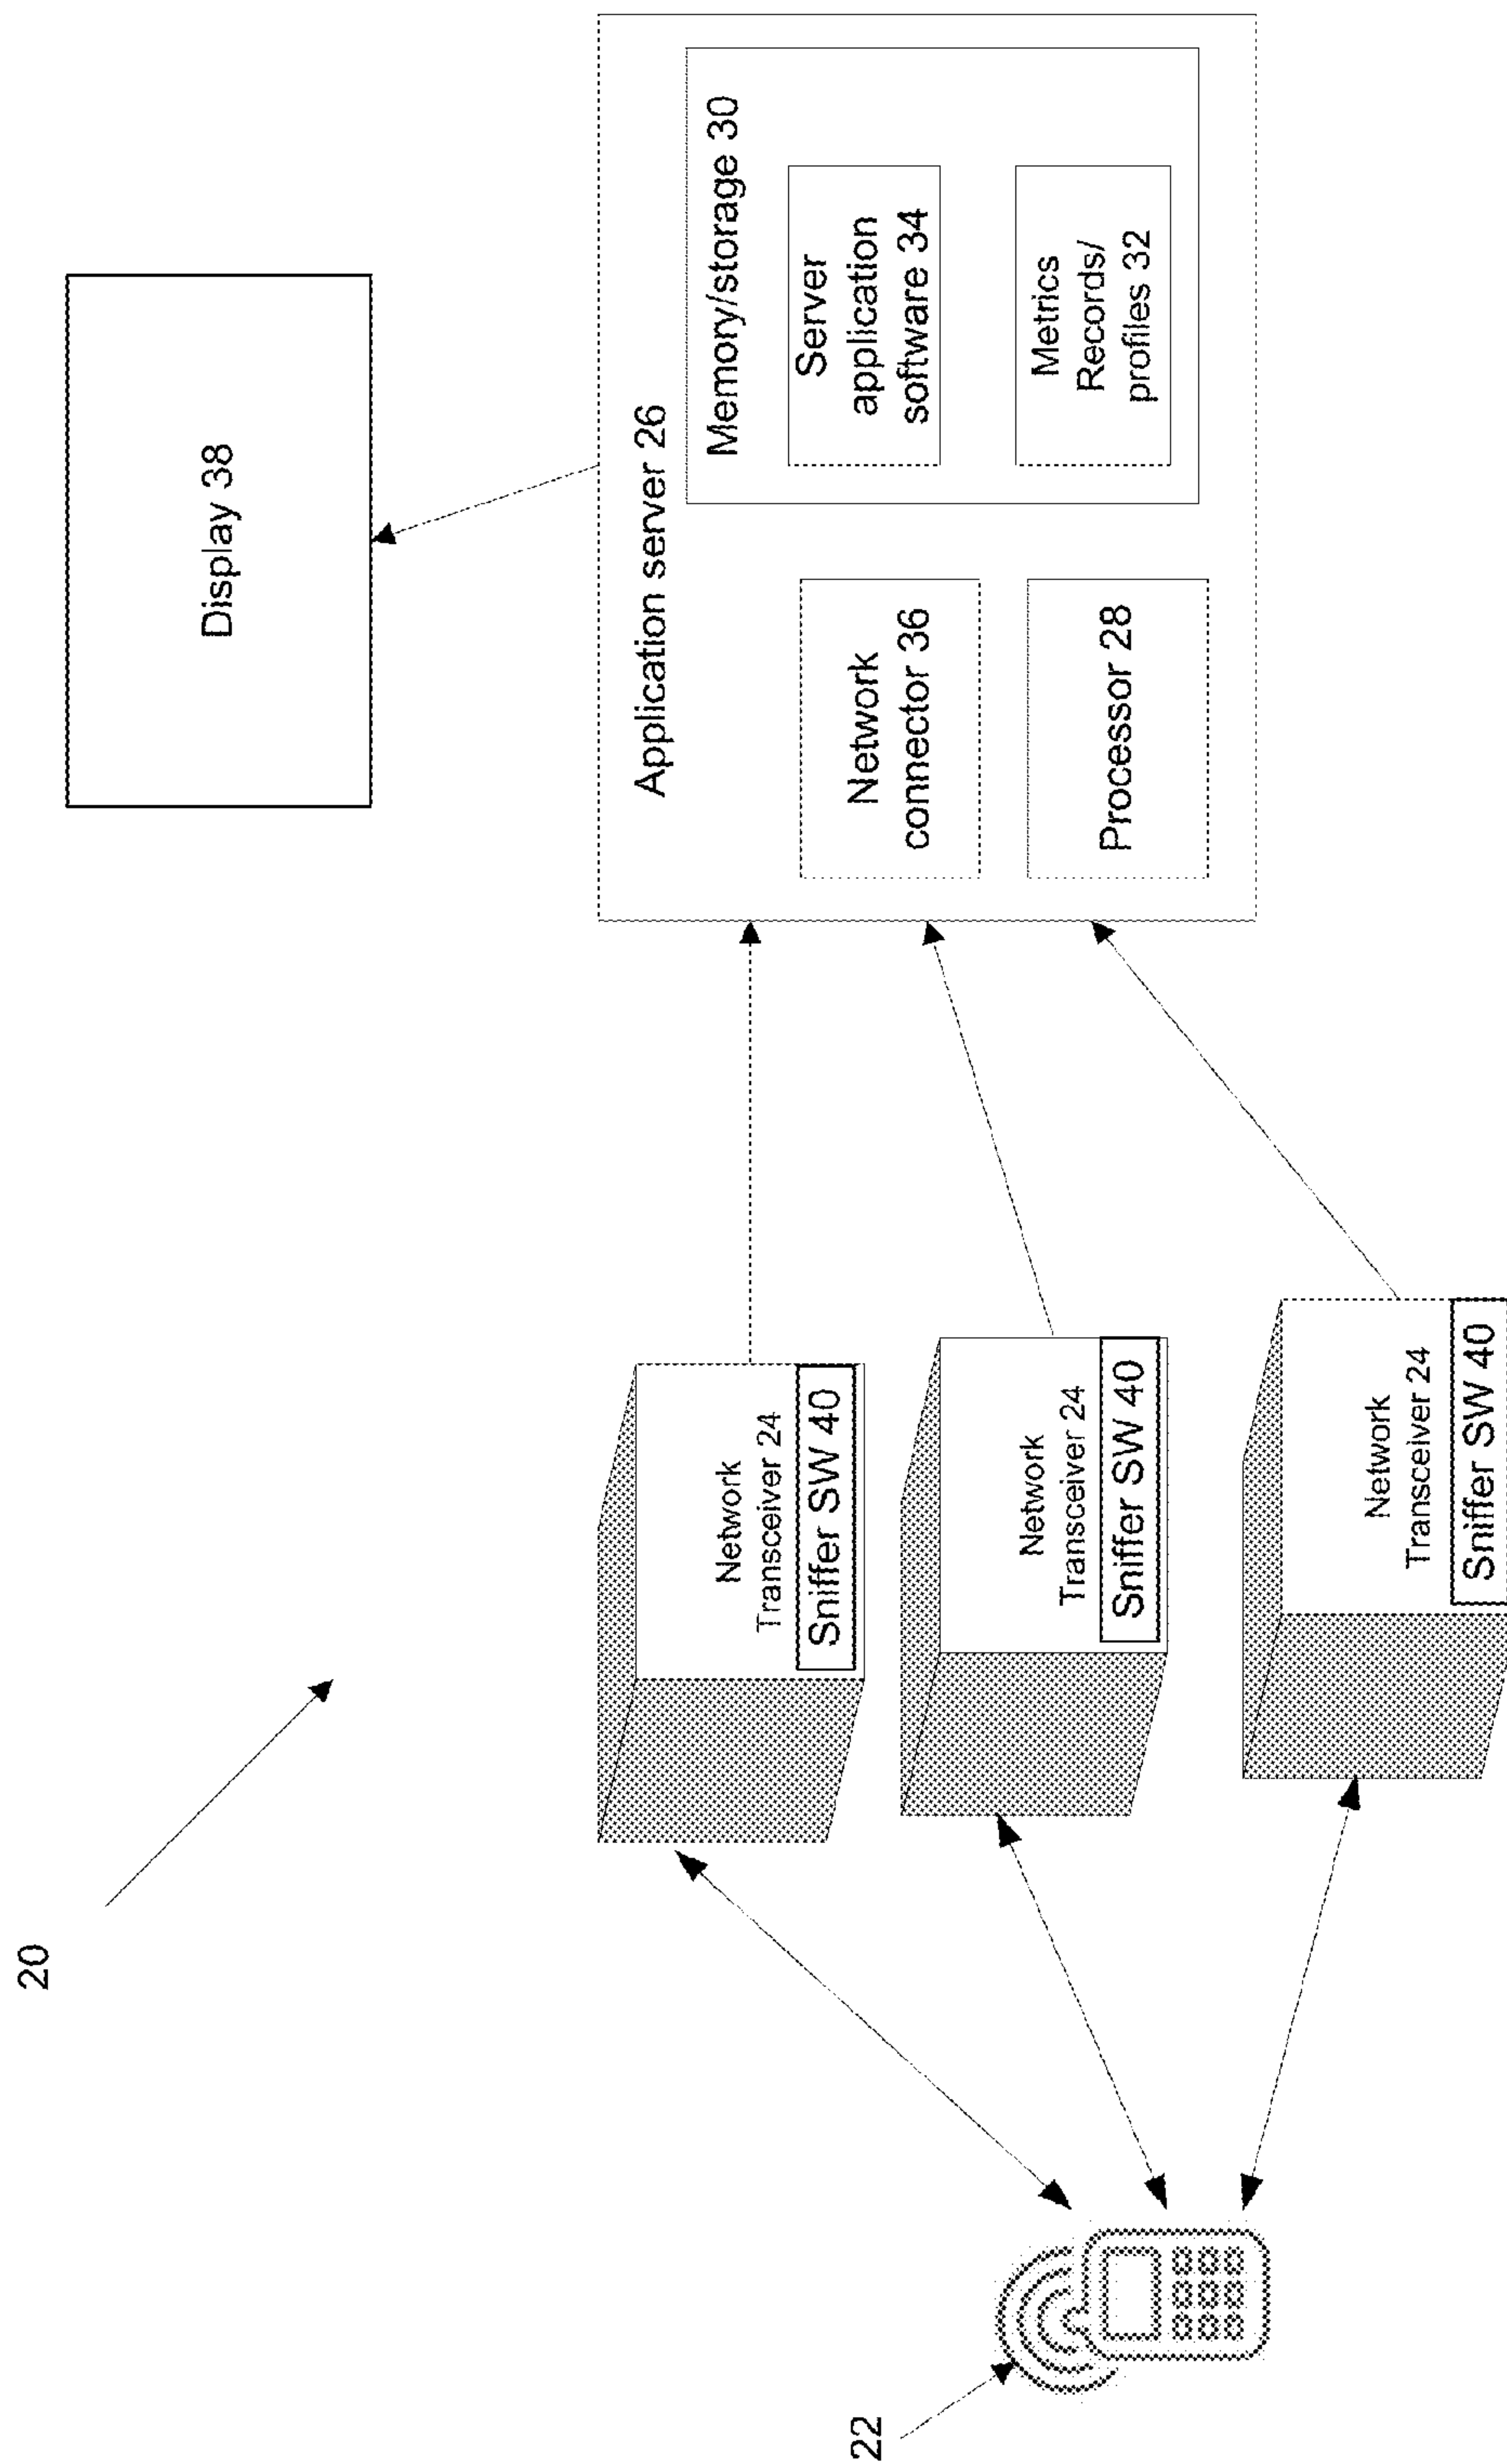 20
22
Network
Transceiver 24
Sniffer SW 40
Network
Transceiver 24
Sniffer SW 40
Network
Transceiver 24
Sniffer SW 40
Display 38
Application server 26
Network
connector 36
Processor 28
Memory/storage 30
Server
application
software 34
Metrics
Records/
profiles 32